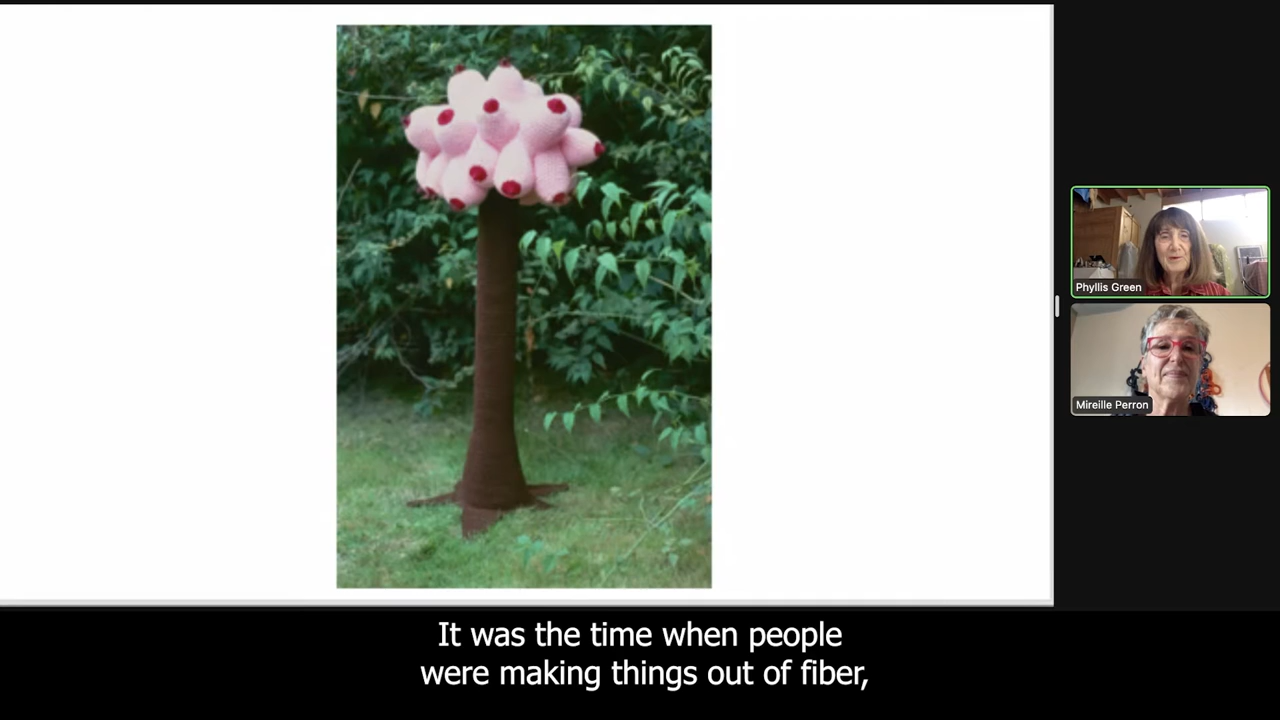 Phyllis Green
Mireille Perron
It was the time when people
were making things out of fiber,